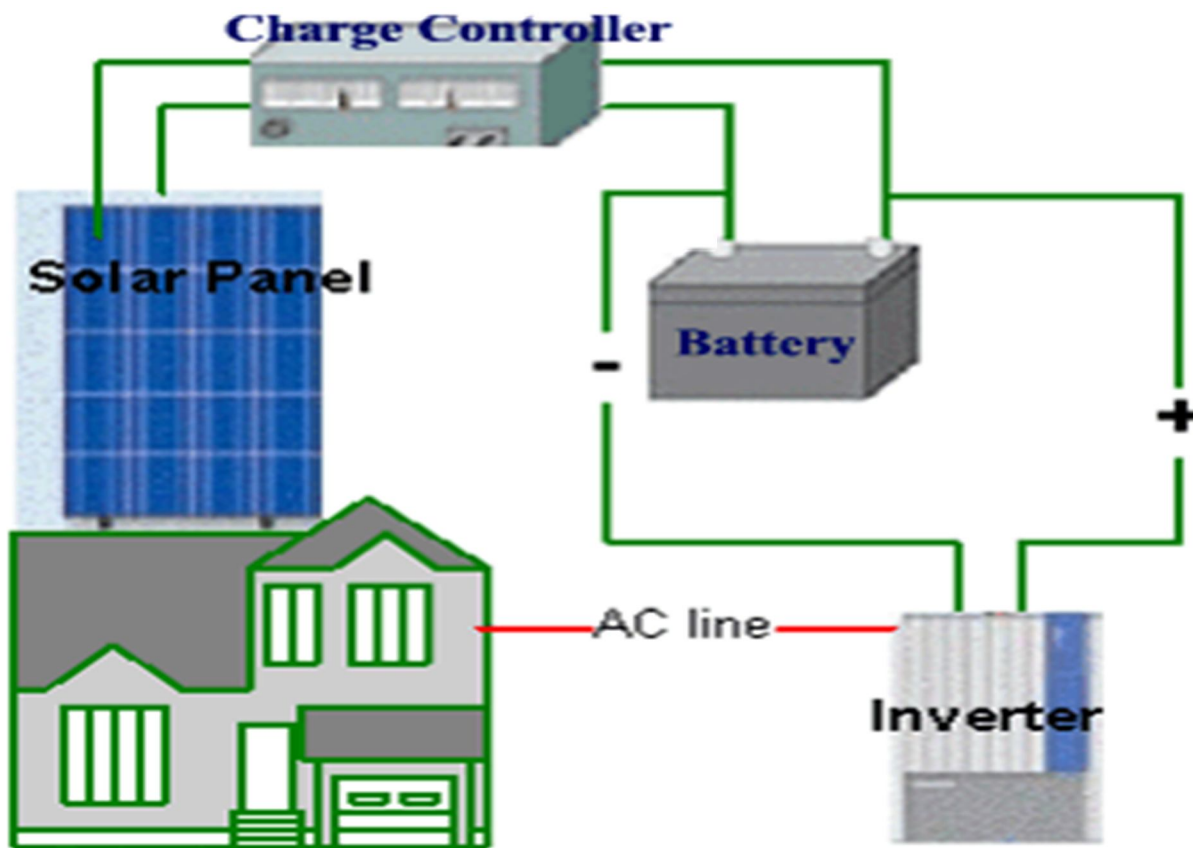 Charge Controller
Solar Panel
Battery
-
+
AC line
Inverter